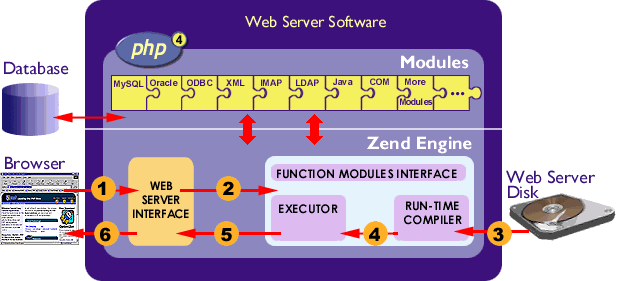 Web Server Software
php 4
Modules
Database
MySQL Oracle ODBC XML IMAP LDAP Java COM More
Modules
Zend Engine
Browser
FUNCTION MODULES INTERFACE
Web Server
Disk
1
WEB
SERVER
INTERFACE
2
EXECUTOR
RUN-TIME
COMPILER
6
5
4
3